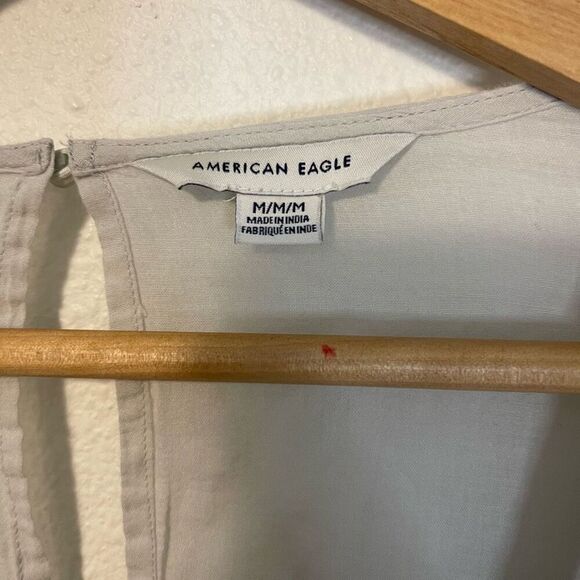 AMERICAN EAGLE
M/M/M
MADE IN INDIA
FABRIQUÉ EN INDE